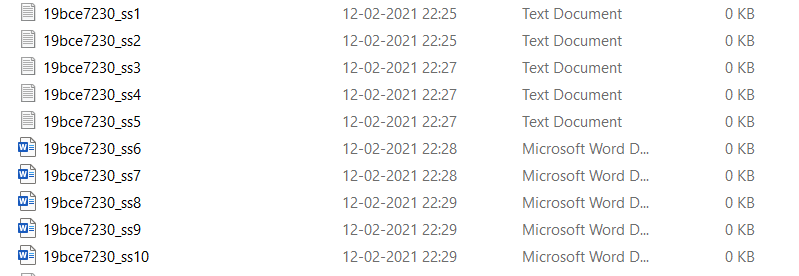 19bce7230_ss1 12-02-2021 22:25 Text Document 0 KB
19bce7230_ss2 12-02-2021 22:25 Text Document 0 KB
19bce7230_ss3 12-02-2021 22:27 Text Document 0 KB
19bce7230_ss4 12-02-2021 22:27 Text Document 0 KB
19bce7230_ss5 12-02-2021 22:27 Text Document 0 KB
19bce7230_ss6 12-02-2021 22:28 Microsoft Word D... 0 KB
19bce7230_ss7 12-02-2021 22:28 Microsoft Word D... 0 KB
19bce7230_ss8 12-02-2021 22:29 Microsoft Word D... 0 KB
19bce7230_ss9 12-02-2021 22:29 Microsoft Word D... 0 KB
19bce7230_ss10 12-02-2021 22:29 Microsoft Word D... 0 KB